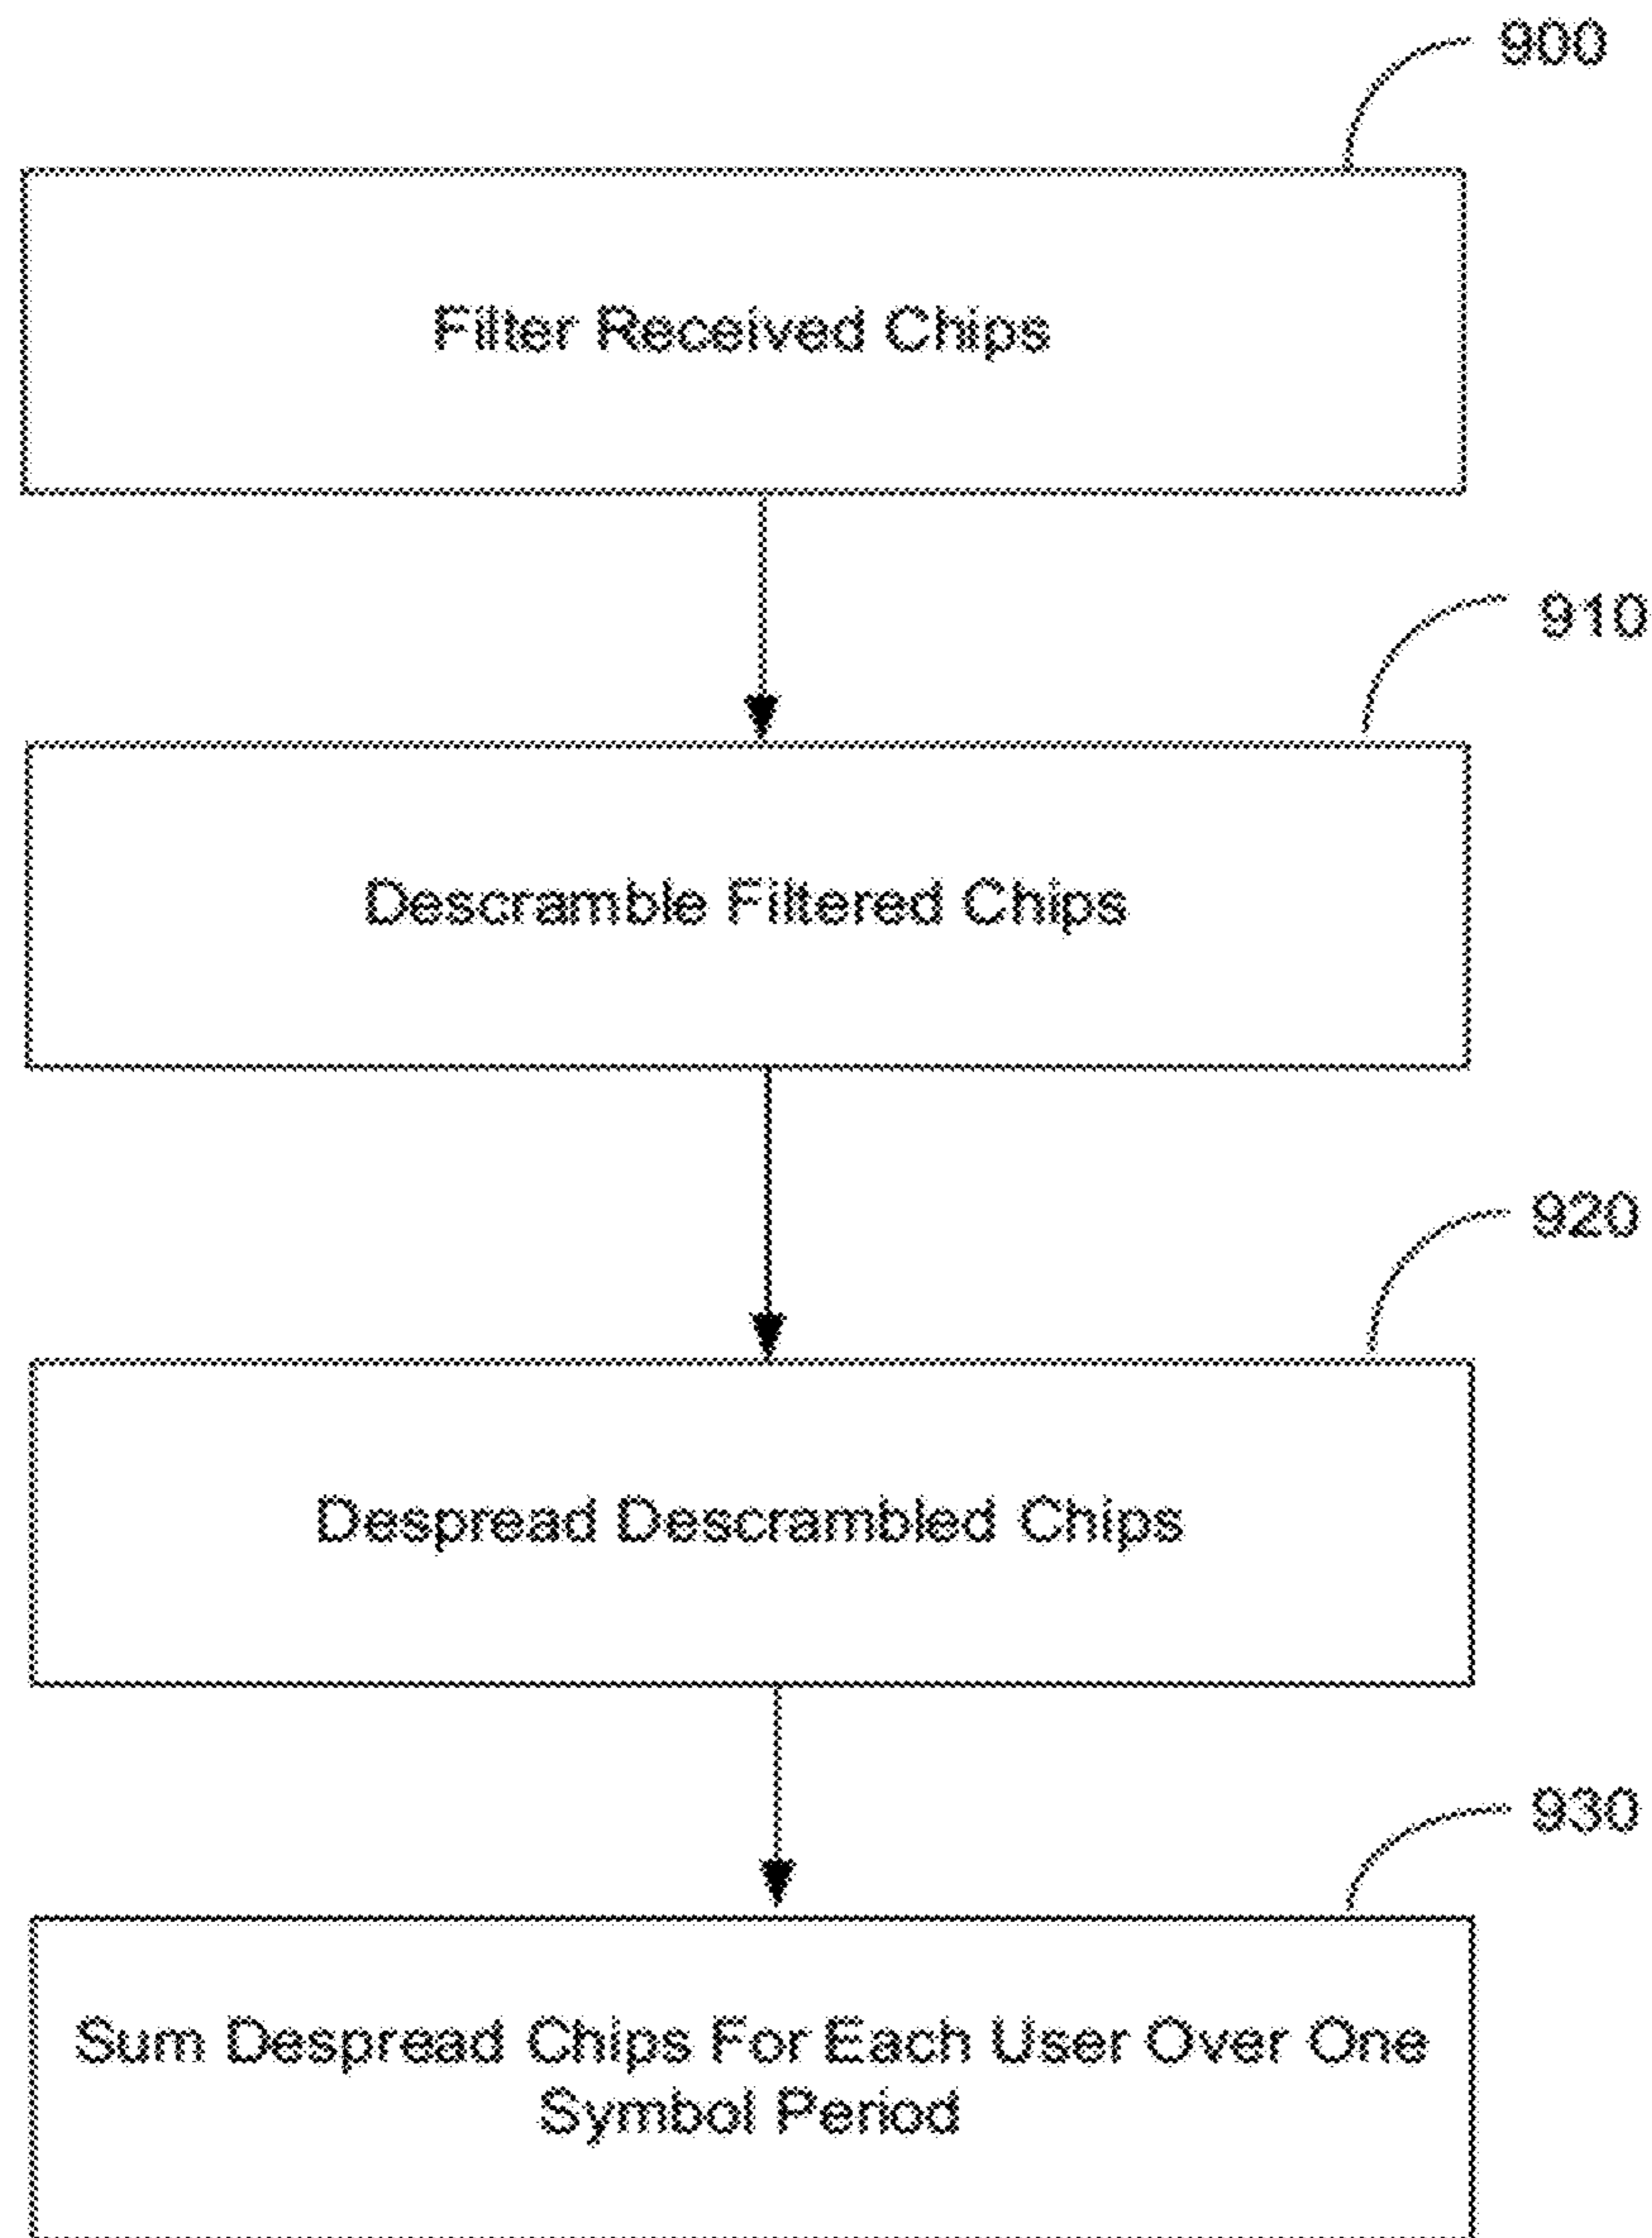 900
Filter Received Chips
910
Descramble Filtered Chips
920
Despread Descrambled Chips
930
Sum Despread Chips For Each User Over One
Symbol Period